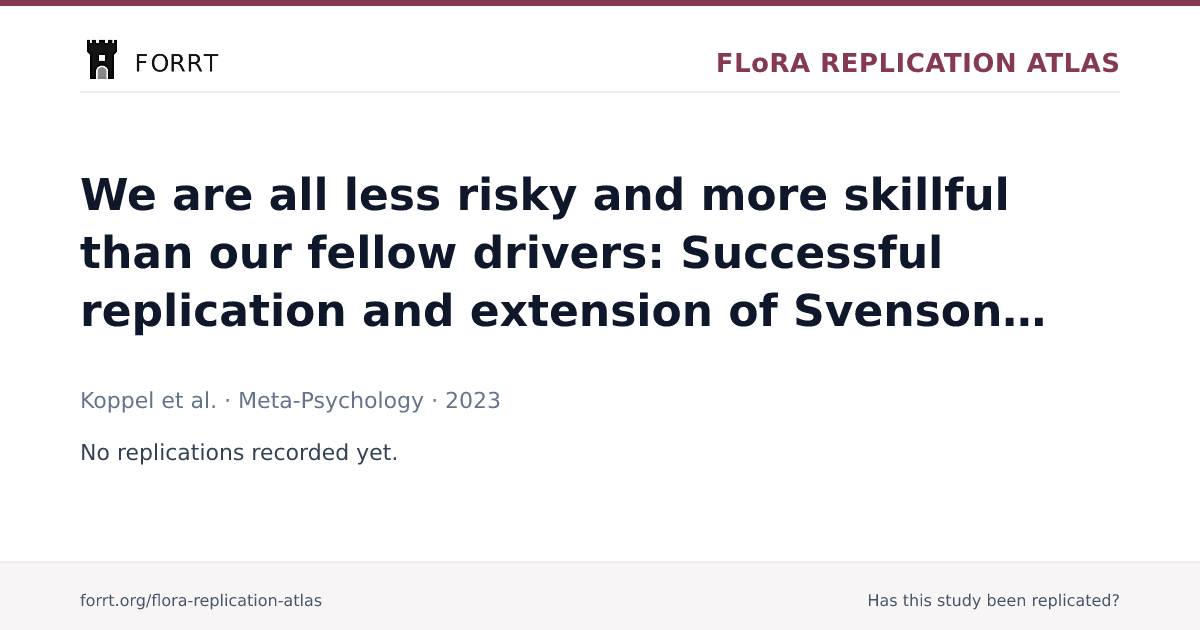 FORRT
FLoRA REPLICATION ATLAS
We are all less risky and more skillful
than our fellow drivers: Successful
replication and extension of Svenson…
Koppel et al. · Meta-Psychology · 2023
No replications recorded yet.
forrt.org/flora-replication-atlas
Has this study been replicated?